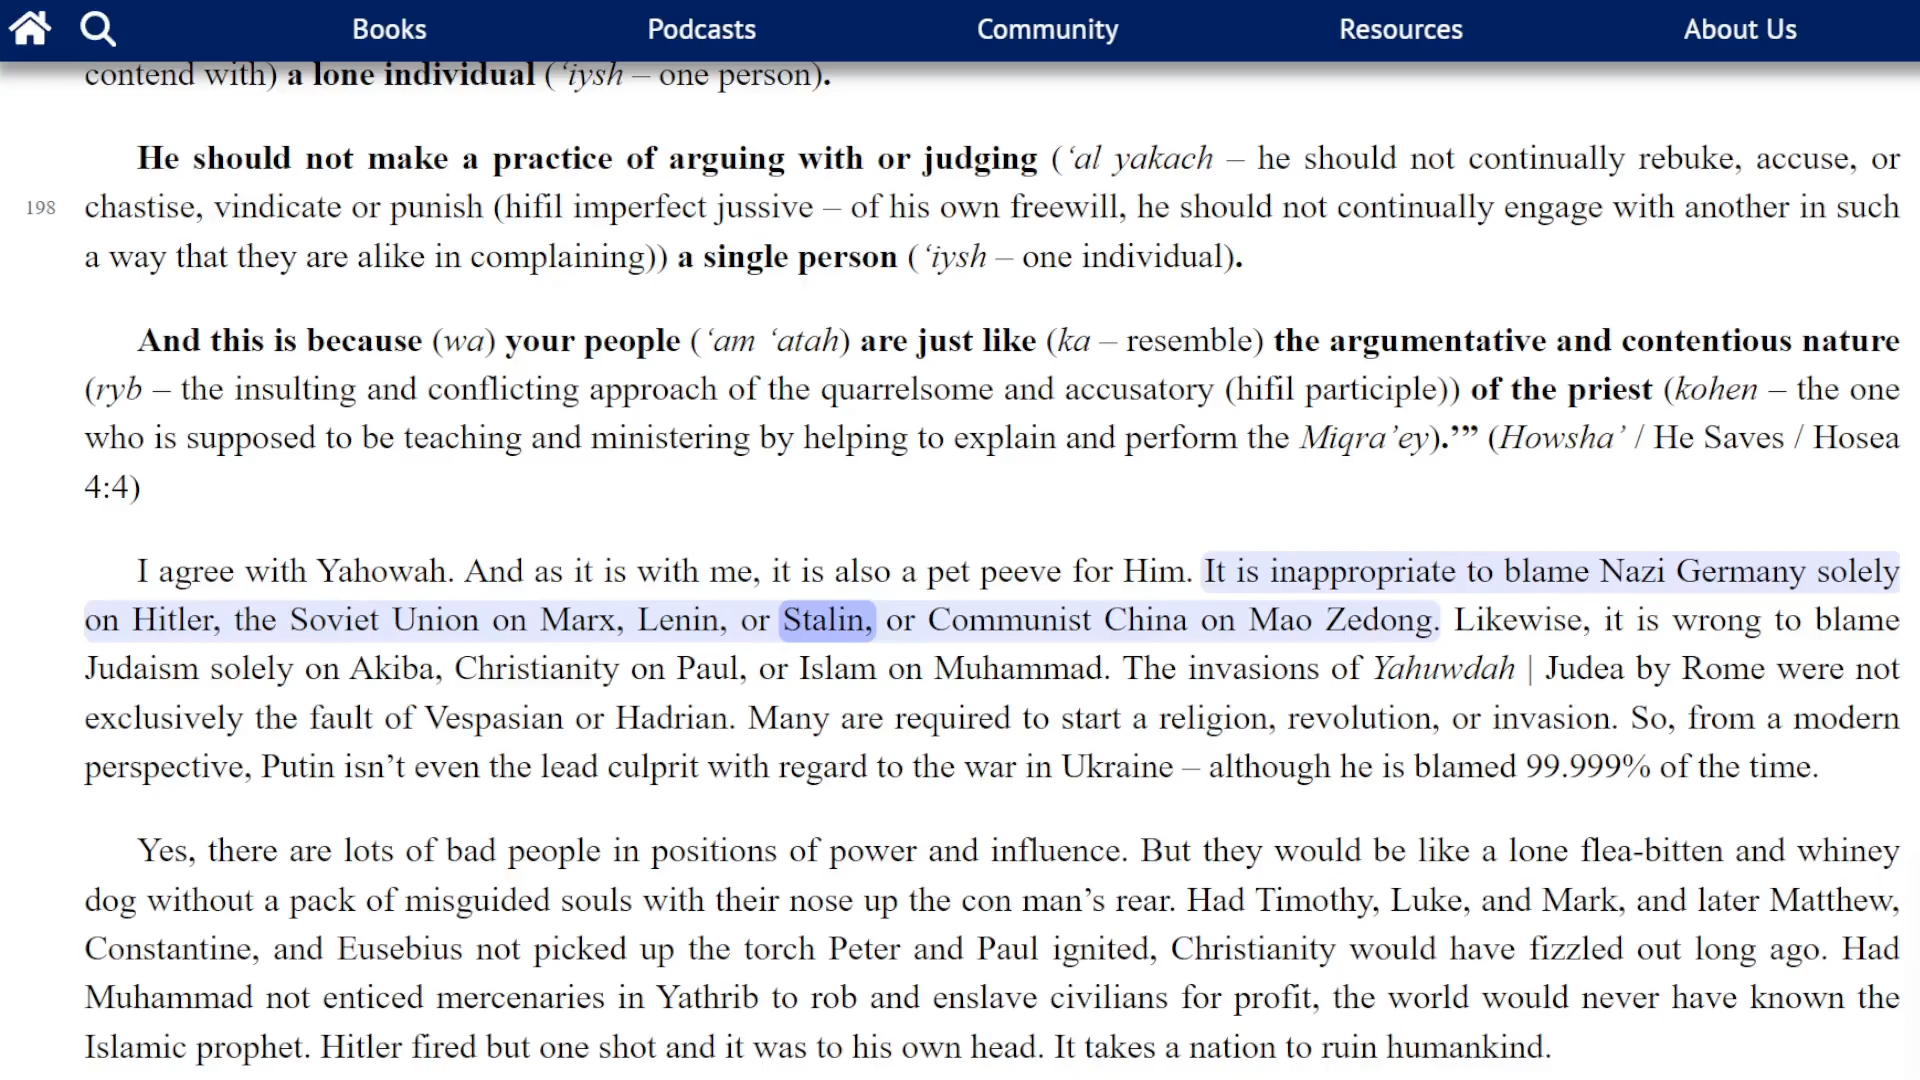 Books Podcasts Community Resources About Us
contend with) a lone individual (‘iysh – one person).
He should not make a practice of arguing with or judging (‘al yakach – he should not continually rebuke, accuse, or
198 chastise, vindicate or punish (hifil imperfect jussive – of his own freewill, he should not continually engage with another in such
a way that they are alike in complaining)) a single person (‘iysh – one individual).
And this is because (wa) your people (‘am ‘atah) are just like (ka – resemble) the argumentative and contentious nature
(ryb – the insulting and conflicting approach of the quarrelsome and accusatory (hifil participle)) of the priest (kohen – the one
who is supposed to be teaching and ministering by helping to explain and perform the Miqra’ey).’” (Howsha’ / He Saves / Hosea
4:4)
I agree with Yahowah. And as it is with me, it is also a pet peeve for Him. It is inappropriate to blame Nazi Germany solely
on Hitler, the Soviet Union on Marx, Lenin, or Stalin, or Communist China on Mao Zedong. Likewise, it is wrong to blame
Judaism solely on Akiba, Christianity on Paul, or Islam on Muhammad. The invasions of Yahuwdah | Judea by Rome were not
exclusively the fault of Vespasian or Hadrian. Many are required to start a religion, revolution, or invasion. So, from a modern
perspective, Putin isn’t even the lead culprit with regard to the war in Ukraine – although he is blamed 99.999% of the time.
Yes, there are lots of bad people in positions of power and influence. But they would be like a lone flea-bitten and whiney
dog without a pack of misguided souls with their nose up the con man’s rear. Had Timothy, Luke, and Mark, and later Matthew,
Constantine, and Eusebius not picked up the torch Peter and Paul ignited, Christianity would have fizzled out long ago. Had
Muhammad not enticed mercenaries in Yathrib to rob and enslave civilians for profit, the world would never have known the
Islamic prophet. Hitler fired but one shot and it was to his own head. It takes a nation to ruin humankind.